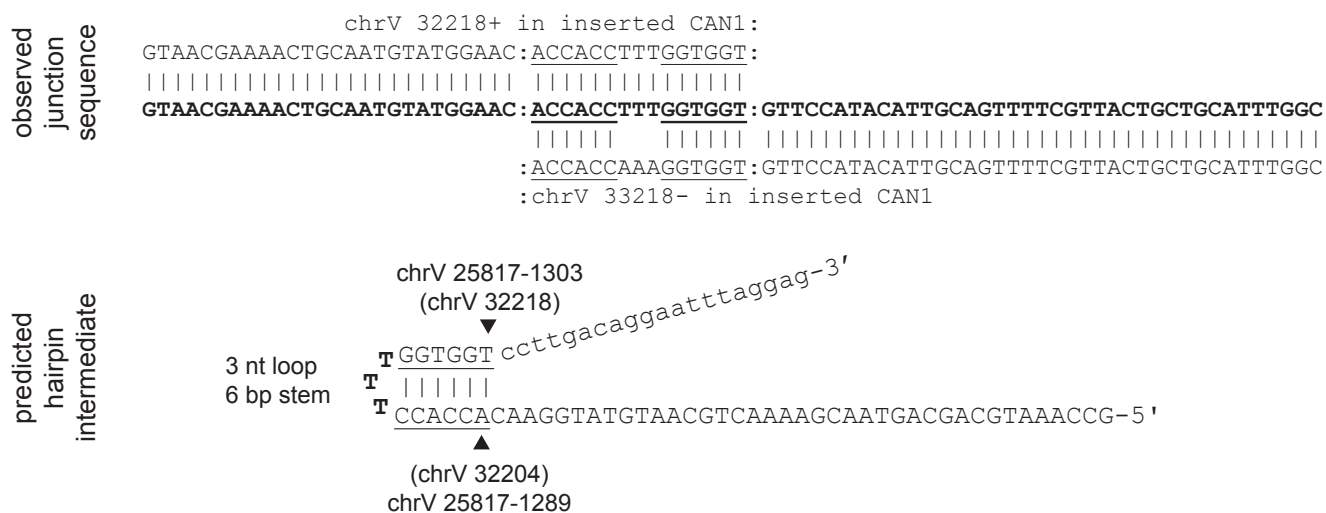 observed
junction
sequence
chrV 32218+ in inserted CAN1:
GTAACGAAAACTGCAATGTATGGAAC:ACCACCTTTGGTGGT:
GTAACGAAAACTGCAATGTATGGAAC:ACCACCTTTGGTGGT:GTTCCATACATTGCAGTTTTCGTTACTGCTGCATTTGGC
:ACCACCAAAGGTGGT:GTTCCATACATTGCAGTTTTCGTTACTGCTGCATTTGGC
:chrV 33218- in inserted CAN1
predicted
hairpin
intermediate
chrV 25817-1303
(chrV 32218)
3 nt loop
6 bp stem
T GGTGGT ccttgacaggaatttaggag-3'
T
T CCACCACAAGGTATGTAACGTCAAAAGCAATGACGACGTAAACCG-5'
(chrV 32204)
chrV 25817-1289